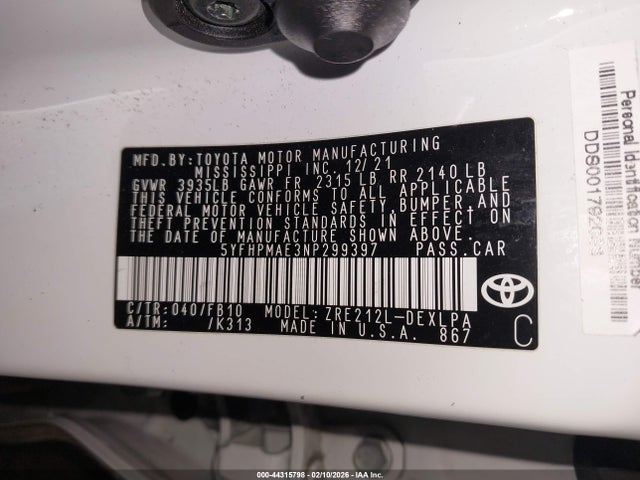 MFD. BY: TOYOTA MOTOR MANUFACTURING
MISSISSIPPI INC. 12/21
GVWR 3935LB GAWR FR 2315 LB RR 2140 LB
THIS VEHICLE CONFORMS TO ALL APPLICABLE
FEDERAL MOTOR VEHICLE SAFETY, BUMPER, AND
THEFT PREVENTION STANDARDS IN EFFECT ON
THE DATE OF MANUFACTURE SHOWN ABOVE.
5YFHPMAE3NP299397 PASS.CAR
C/TR: 040/FB10 MODEL: ZRE212L-DEXLPA
A/TM: /K313 MADE IN U.S.A. 867
C
Personal Identification Number
000-44315798 - 02/10/2026 - IAA Inc.